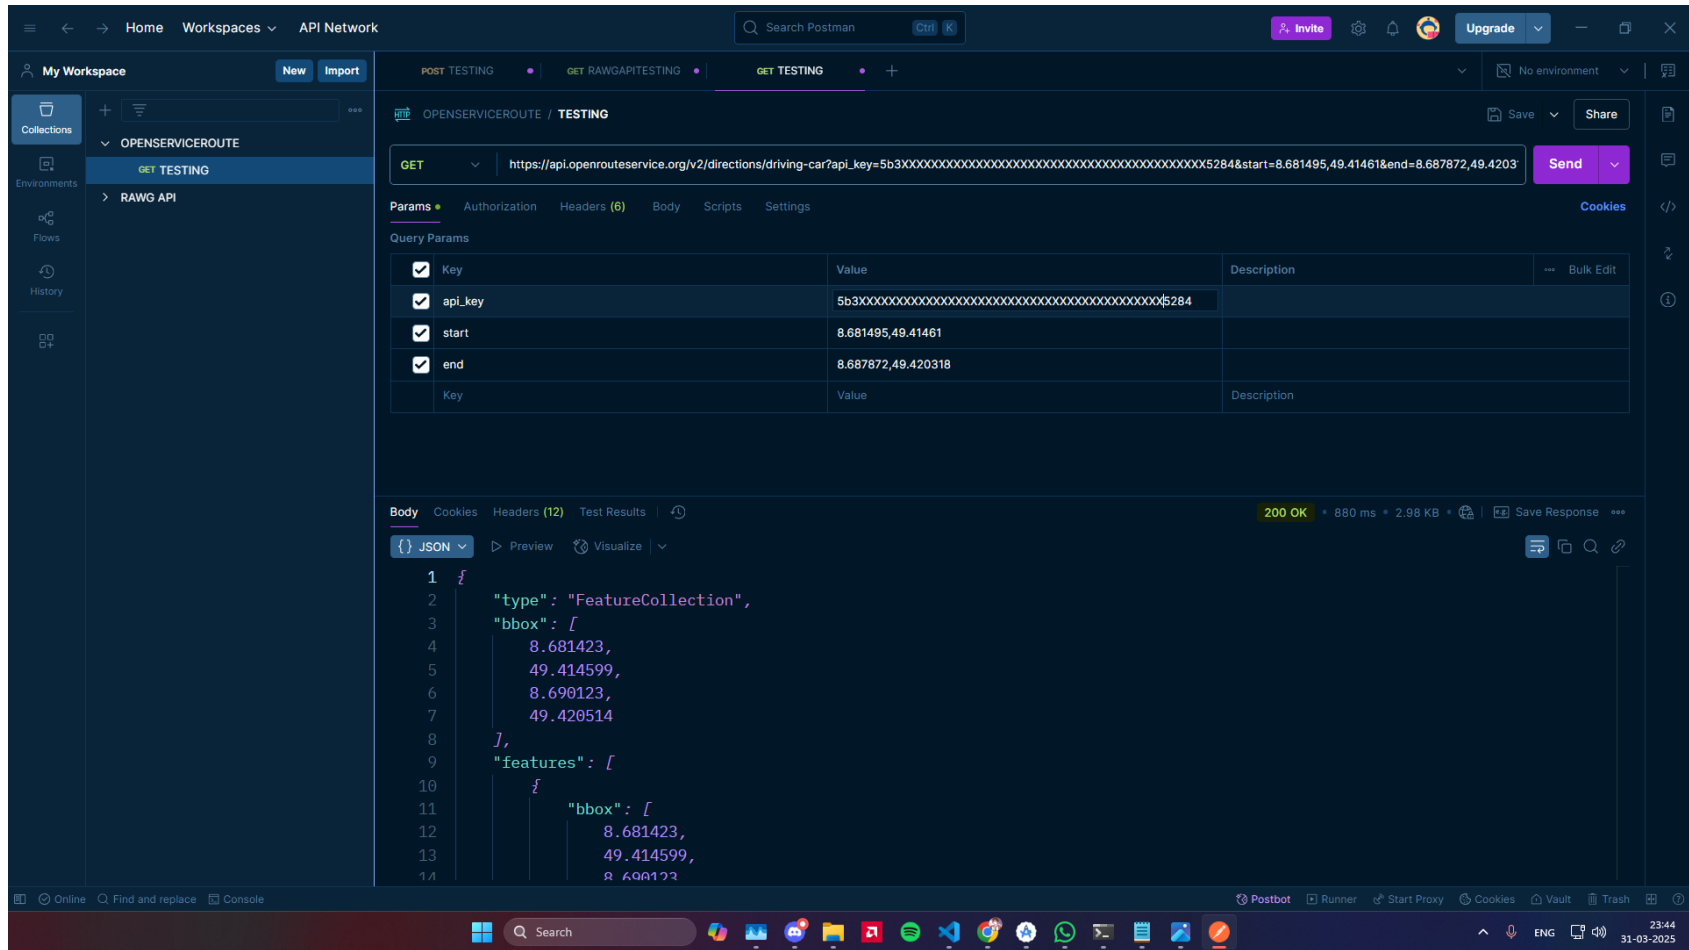 Home Workspaces API Network
Search Postman Ctrl K
Invite
Upgrade
My Workspace
New Import
POST TESTING
GET RAWGAPITESTING
GET TESTING
No environment
Collections
Environments
Flows
History
OPENSERVICEROUTE
GET TESTING
RAWG API
HTTP OPENSERVICEROUTE / TESTING
Save
Share
GET https://api.openrouteservice.org/v2/directions/driving-car?api_key=5b3XXXXXXXXXXXXXXXXXXXXXXXXXXXXXXXXXXXXXXXXX5284&start=8.681495,49.41461&end=8.687872,49.42031
Send
Params Authorization Headers (6) Body Scripts Settings
Cookies
Query Params
Key Value Description Bulk Edit
api_key 5b3XXXXXXXXXXXXXXXXXXXXXXXXXXXXXXXXXXXXXXXXX5284
start 8.681495,49.41461
end 8.687872,49.420318
Key Value Description
Body Cookies Headers (12) Test Results
200 OK • 880 ms • 2.98 KB • e.g. Save Response
{} JSON Preview Visualize
1 {
2 "type": "FeatureCollection",
3 "bbox": [
4 8.681423,
5 49.414599,
6 8.690123,
7 49.420514
8 ],
9 "features": [
10 {
11 "bbox": [
12 8.681423,
13 49.414599,
14 8.690123
Online Find and replace Console
Postbot Runner Start Proxy Cookies Vault Trash
Search
ENG
23:44
31-03-2025